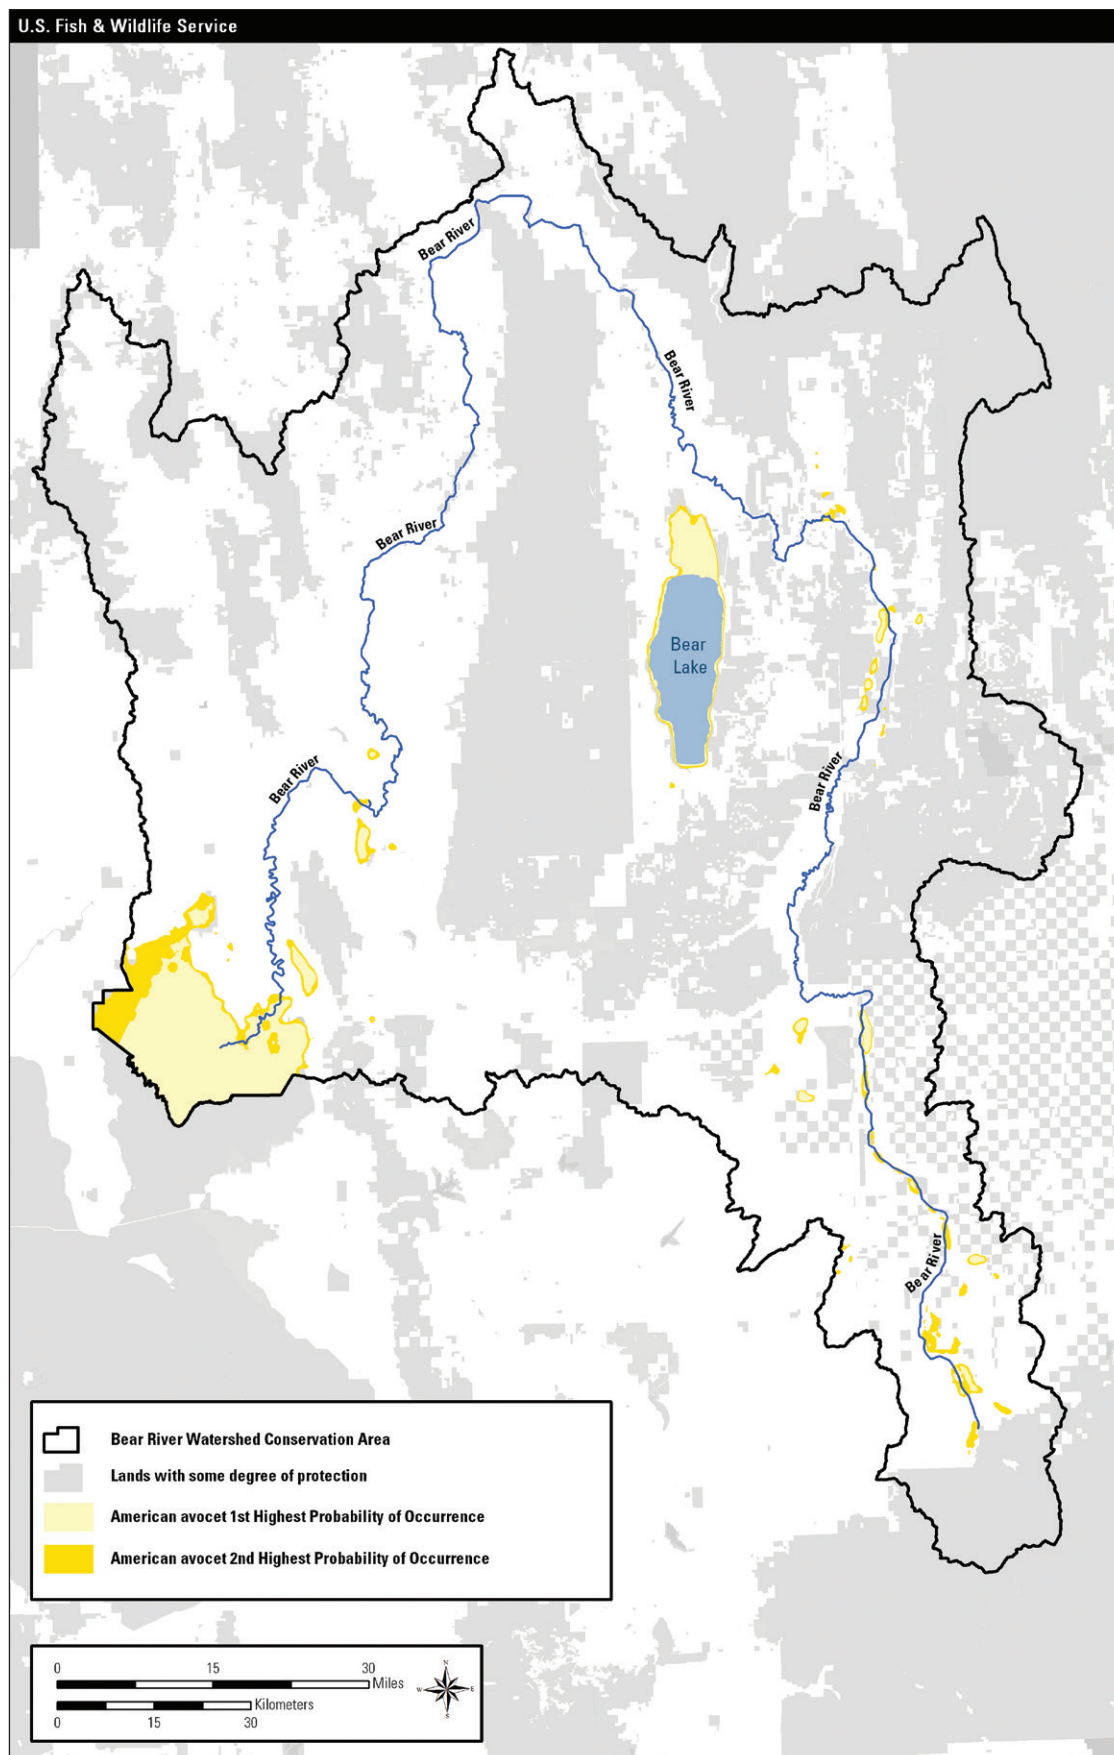 U.S. Fish & Wildlife Service
Bear River
Bear River
Bear River
Bear
Lake
Bear River
Bear River
Bear River
Bear River Watershed Conservation Area
Lands with some degree of protection
American avocet 1st Highest Probability of Occurrence
American avocet 2nd Highest Probability of Occurrence
0 15 30
Miles
Kilometers
0 15 30
N
W E
S